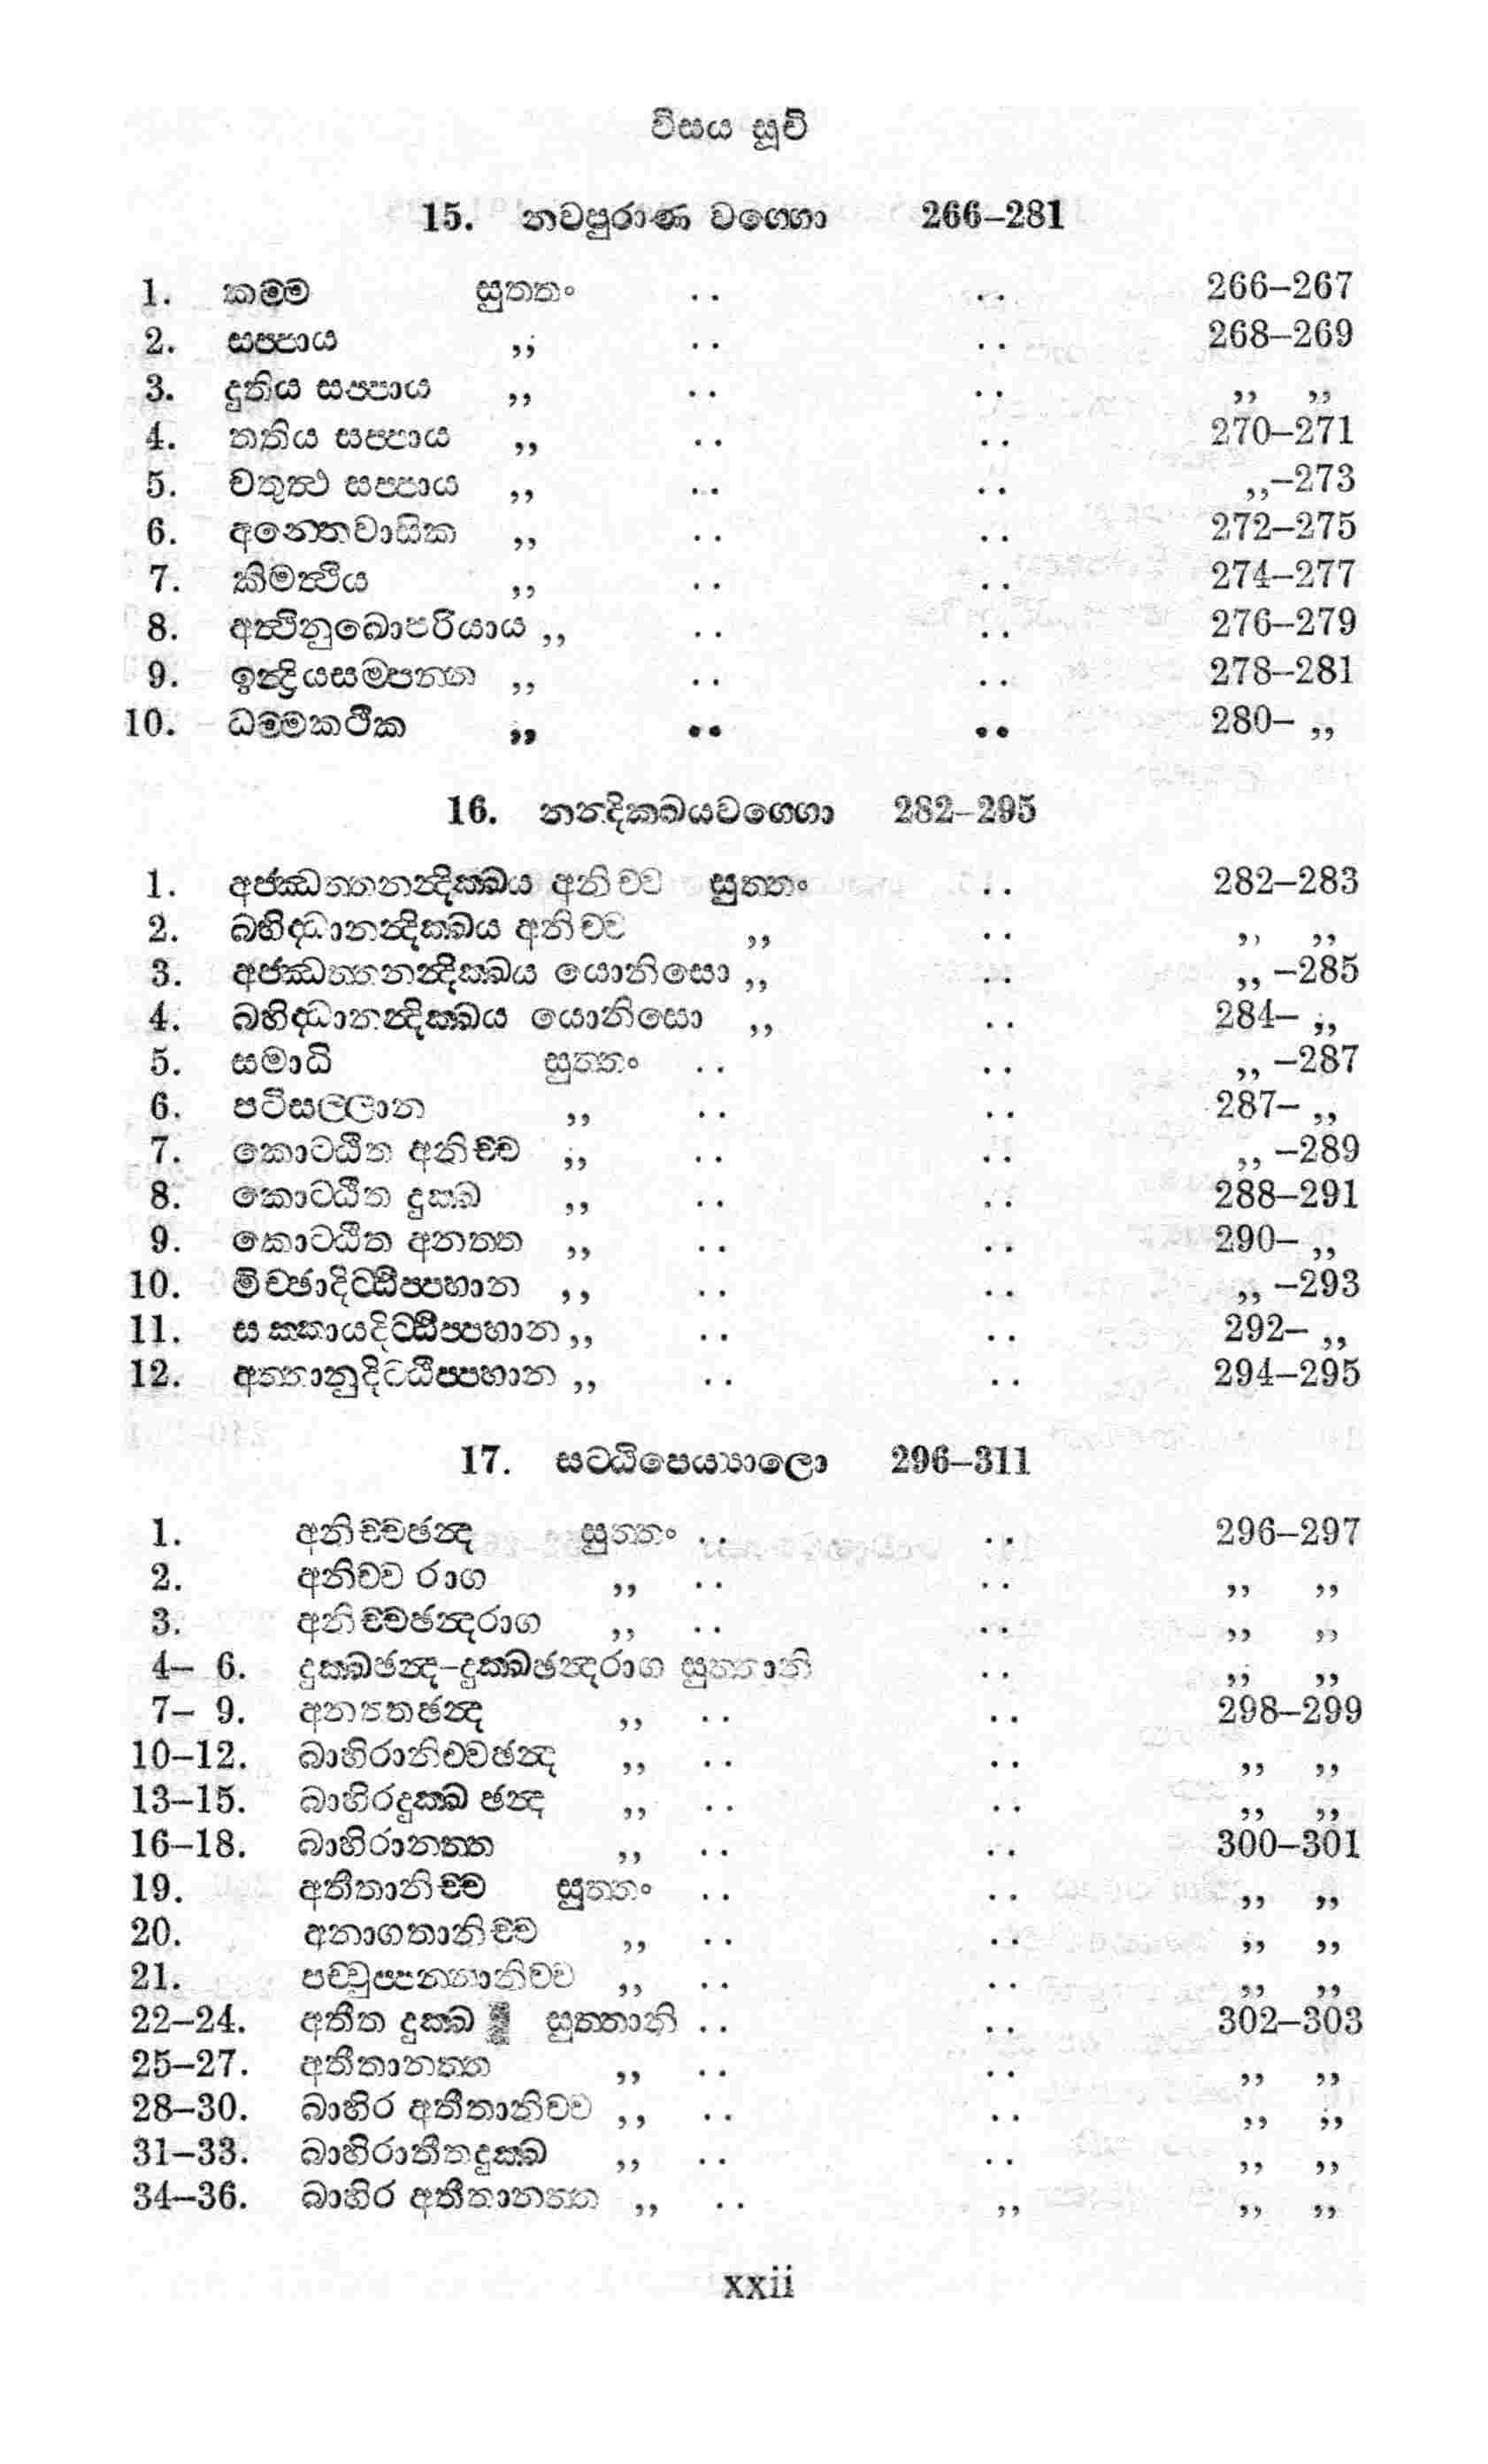 විසය සූචි
15. නවපුරාණ වග්ගො 266–281
1. කම්ම සුත්තං .. .. 266–267
2. සප්පාය ,, .. .. 268–269
3. දුතිය සප්පාය ,, .. .. ,, ,,
4. තතිය සප්පාය ,, .. .. 270–271
5. චතුත්ථ සප්පාය ,, .. .. ,,–273
6. අන්තෙවාසික ,, .. .. 272–275
7. කිමත්ථිය ,, .. .. 274–277
8. අත්ථිනුඛොපරියාය ,, .. .. 276–279
9. ඉන්ද්‍රියසම්පන්න ,, .. .. 278–281
10. ධම්මකථික ,, .. .. 280– ,,
16. නන්දික්ඛයවග්ගො 282–295
1. අජ්ඣත්තනන්දික්ඛය අනිච්ච සුත්තං .. 282–283
2. බහිද්ධානන්දික්ඛය අනිච්ච ,, .. ,, ,,
3. අජ්ඣත්තනන්දික්ඛය යොනිසො ,, .. ,, –285
4. බහිද්ධානන්දික්ඛය යොනිසො ,, .. 284– ,,
5. සමාධි සුත්තං .. .. ,, –287
6. පටිසල්ලාන ,, .. .. 287– ,,
7. කොට්ඨිත අනිච්ච ,, .. .. ,, –289
8. කොට්ඨිත දුක්ඛ ,, .. .. 288–291
9. කොට්ඨිත අනත්ත ,, .. .. 290– ,,
10. මිච්ඡාදිට්ඨිප්පහාන ,, .. .. ,, –293
11. සක්කායදිට්ඨිප්පහාන ,, .. .. 292– ,,
12. අත්තානුදිට්ඨිප්පහාන ,, .. .. 294–295
17. සට්ඨිපෙය්‍යාලො 296–311
1. අනිච්චඡන්ද සුත්තං .. .. 296–297
2. අනිච්ච රාග ,, .. .. ,, ,,
3. අනිච්චඡන්දරාග ,, .. .. ,, ,,
4– 6. දුක්ඛඡන්ද–දුක්ඛඡන්දරාග සුත්තානි .. ,, ,,
7– 9. අනත්තඡන්ද ,, .. .. 298–299
10–12. බාහිරානිච්චඡන්ද ,, .. .. ,, ,,
13–15. බාහිරදුක්ඛ ඡන්ද ,, .. .. ,, ,,
16–18. බාහිරානත්ත ,, .. .. 300–301
19. අතීතානිච්ච සුත්තං .. .. ,, ,,
20. අනාගතානිච්ච ,, .. .. ,, ,,
21. පච්චුප්පන්නානිච්ච ,, .. .. ,, ,,
22–24. අතීත දුක්ඛ සුත්තානි .. .. 302–303
25–27. අතීතානත්ත ,, .. .. ,, ,,
28–30. බාහිර අතීතානිච්ච ,, .. .. ,, ,,
31–33. බාහිරාතීතදුක්ඛ ,, .. .. ,, ,,
34–36. බාහිර අතීතානත්ත ,, .. ,, ,, ,,
xxii